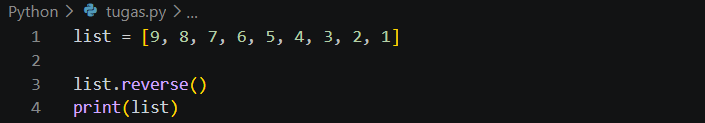 Python > tugas.py > ...
1 list = [9, 8, 7, 6, 5, 4, 3, 2, 1]
2
3 list.reverse()
4 print(list)